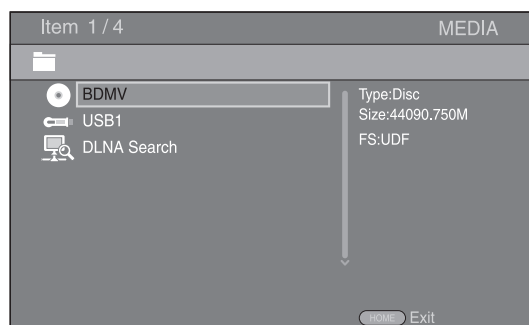 Item 1/4
MEDIA
BDMV
USB1
DLNA Search
Type:Disc
Size:44090.750M
FS:UDF
HOME Exit